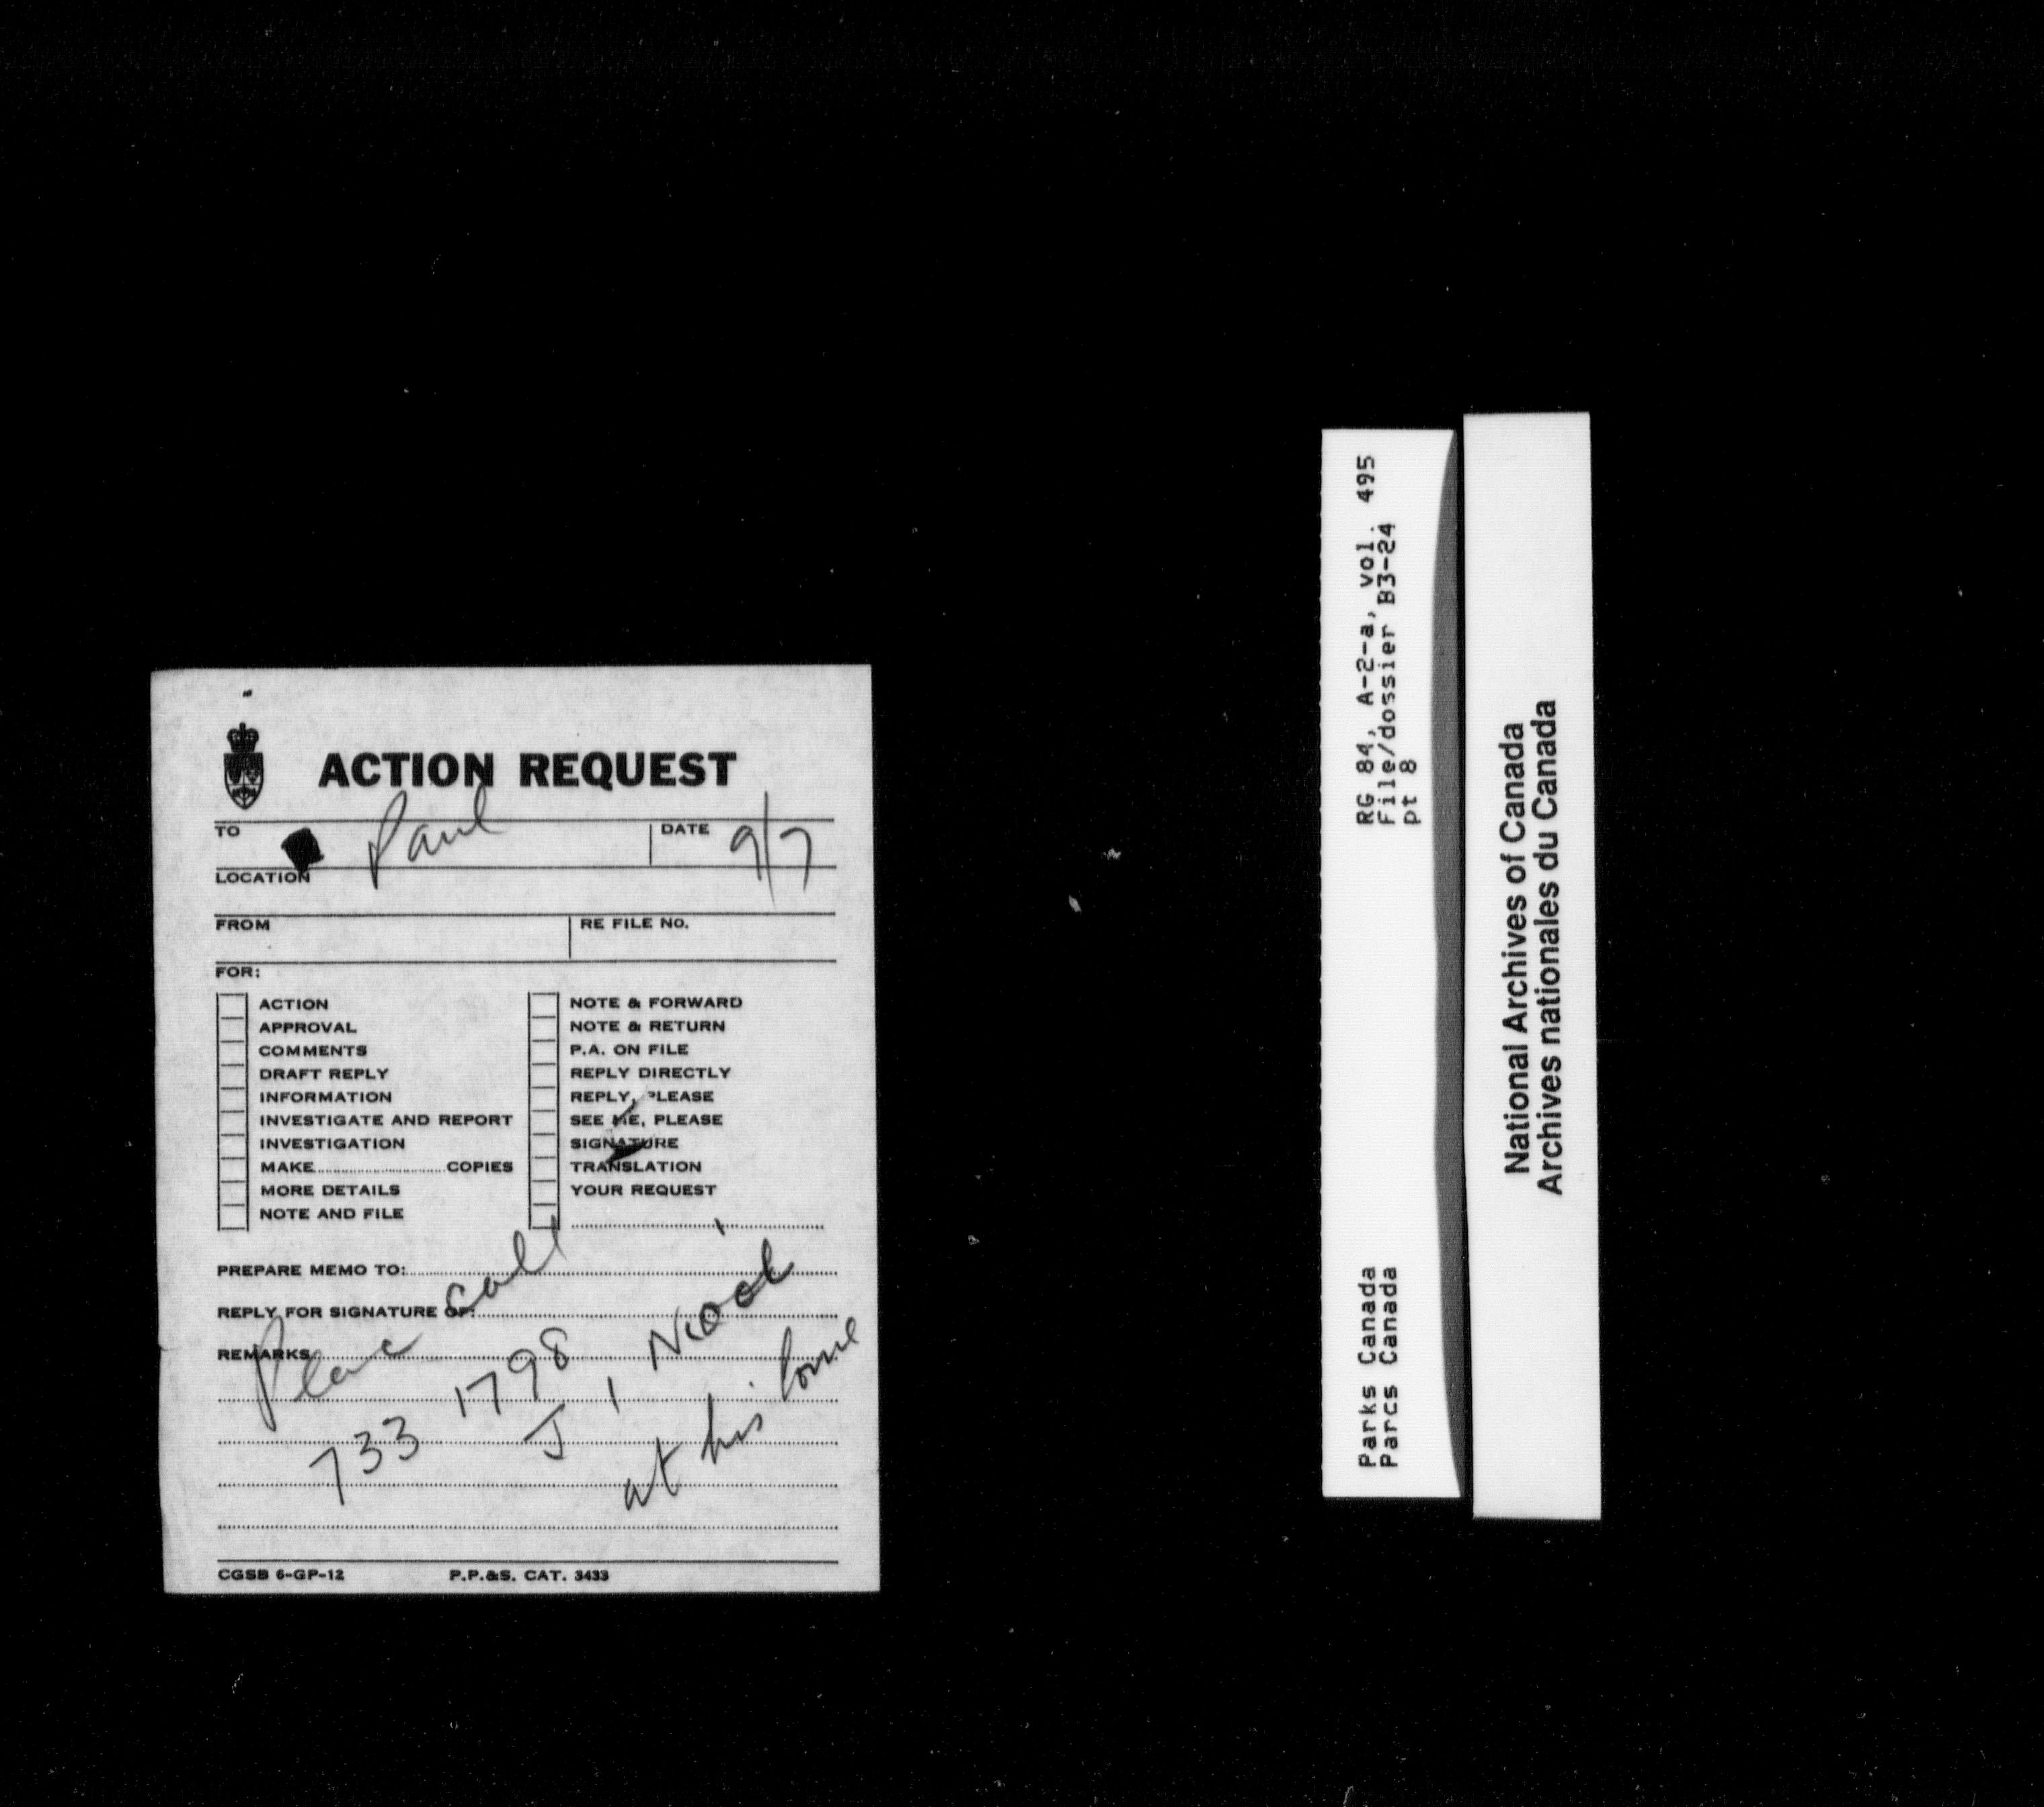 ACTION REQUEST
TO Paul DATE 9/7
LOCATION
FROM RE FILE NO.
FOR:
ACTION
APPROVAL
COMMENTS
DRAFT REPLY
INFORMATION
INVESTIGATE AND REPORT
INVESTIGATION
MAKE COPIES
MORE DETAILS
NOTE AND FILE
NOTE & FORWARD
NOTE & RETURN
P.A. ON FILE
REPLY DIRECTLY
REPLY, PLEASE
SEE ME, PLEASE
SIGNATURE
TRANSLATION
YOUR REQUEST
PREPARE MEMO TO:
REPLY FOR SIGNATURE OF:
REMARKS
Please call
733 1798
J. Nicol
at his home
CGSB 6-GP-12 P.P.&S. CAT. 3433
RG 84, A-2-a, vol. 495
File/dossier B3-24
pt 8
Parks Canada
Parcs Canada
National Archives of Canada
Archives nationales du Canada